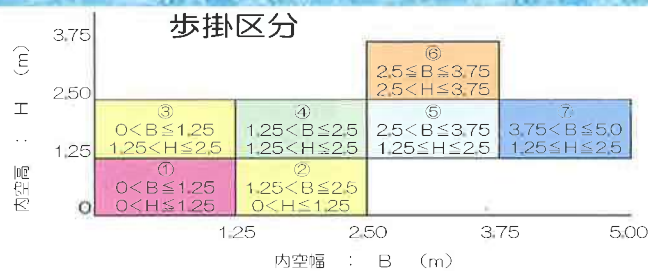 歩掛区分
3.75
2.50
1.25
0
内空高 : H (m)
⑥
2.5≦B≦3.75
2.5<H≦3.75
③
0<B≦1.25
1.25<H≦2.5
④
1.25<B≦2.5
1.25<H≦2.5
⑤
2.5<B≦3.75
1.25≦H≦2.5
⑦
3.75<B≦5.0
1.25≦H≦2.5
①
0<B≦1.25
0<H≦1.25
②
1.25<B≦2.5
0<H≦1.25
1.25
2.50
3.75
5.00
内空幅 : B (m)